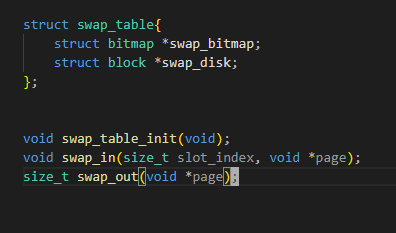 struct swap_table{
    struct bitmap *swap_bitmap;
    struct block *swap_disk;
};
void swap_table_init(void);
void swap_in(size_t slot_index, void *page);
size_t swap_out(void *page);